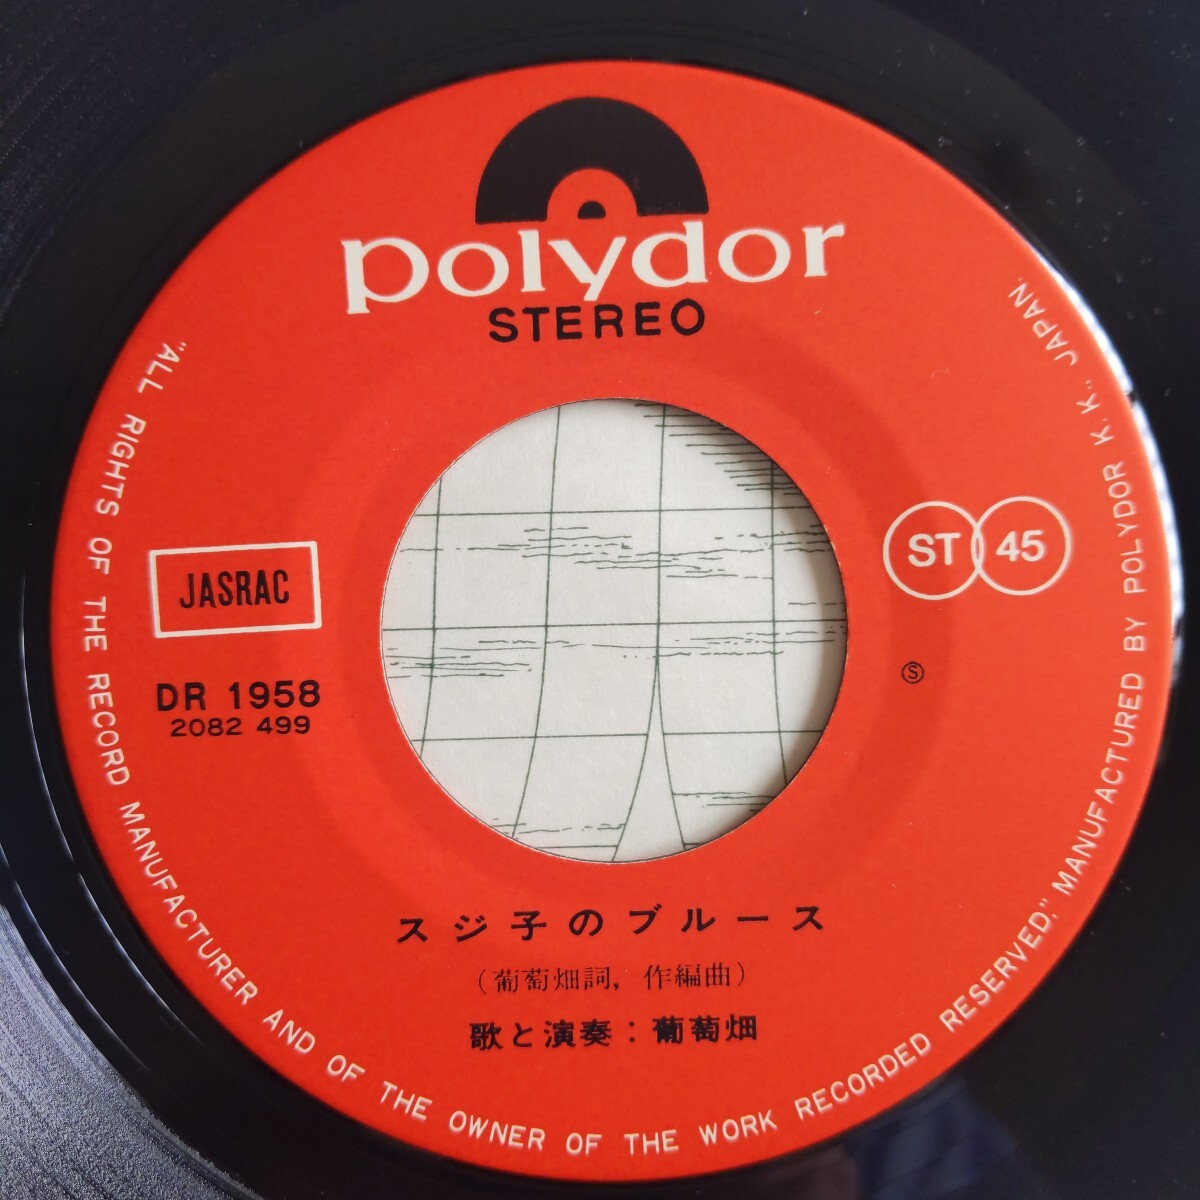 polydor
STEREO
"ALL RIGHTS OF THE RECORD MANUFACTURER AND OF THE OWNER OF THE WORK RECORDED RESERVED," MANUFACTURED BY POLYDOR K. K., JAPAN.
JASRAC
ST 45
DR 1958
2082 499
Ⓢ
スジ子のブルース
(葡萄畑詞, 作編曲)
歌と演奏：葡萄畑